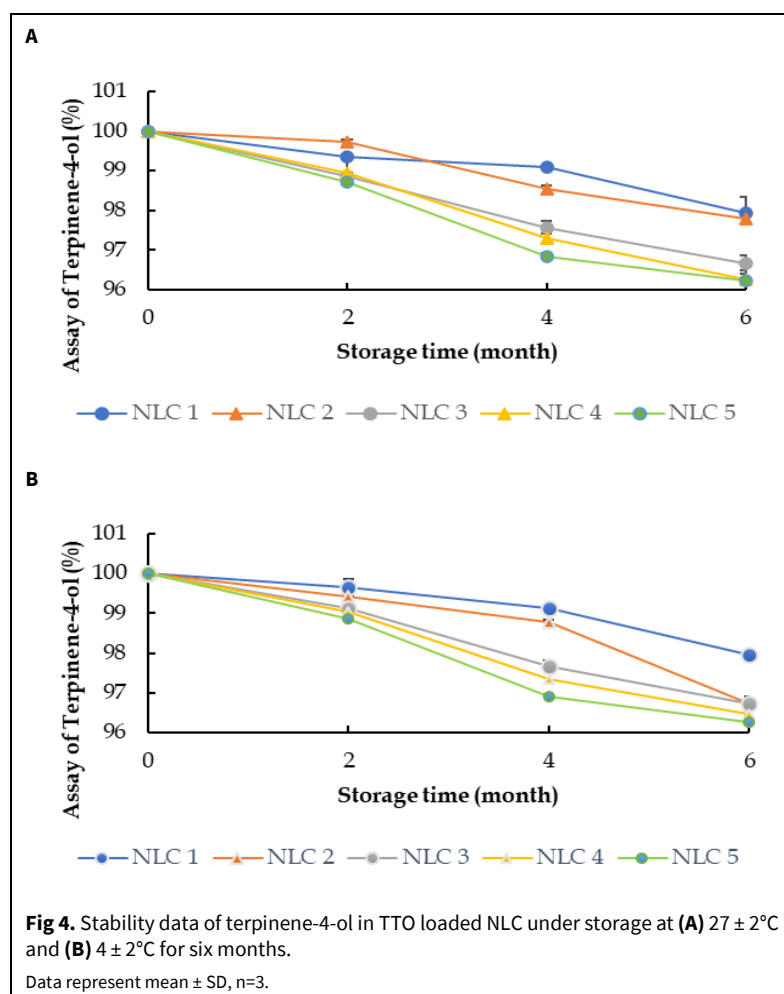 A
Assay of Terpinene-4-ol (%)
101
100
99
98
97
96
0 2 4 6
Storage time (month)
NLC 1 NLC 2 NLC 3 NLC 4 NLC 5
B
Assay of Terpinene-4-ol (%)
101
100
99
98
97
96
0 2 4 6
Storage time (month)
NLC 1 NLC 2 NLC 3 NLC 4 NLC 5
Fig 4. Stability data of terpinene-4-ol in TTO loaded NLC under storage at (A) 27 ± 2°C
and (B) 4 ± 2°C for six months.
Data represent mean ± SD, n=3.